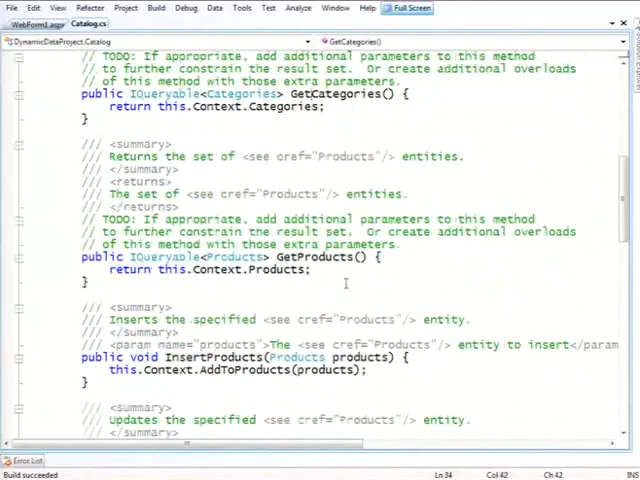 File Edit View Refactor Project Build Debug Data Tools Test Analyze Window Help Full Screen
WebForm1.aspx Catalog.cs
DynamicDataProject.Catalog GetCategories()
// TODO: If appropriate, add additional parameters to this method
// to further constrain the result set. Or create additional overloads
// of this method with those extra parameters.
public IQueryable<Categories> GetCategories() {
return this.Context.Categories;
}
/// <summary>
/// Returns the set of <see cref="Products"/> entities.
/// </summary>
/// <returns>
/// The set of <see cref="Products"/> entities.
/// </returns>
// TODO: If appropriate, add additional parameters to this method
// to further constrain the result set. Or create additional overloads
// of this method with those extra parameters.
public IQueryable<Products> GetProducts() {
return this.Context.Products;
}
/// <summary>
/// Inserts the specified <see cref="Products"/> entity.
/// </summary>
/// <param name="products">The <see cref="Products"/> entity to insert</param
public void InsertProducts(Products products) {
this.Context.AddToProducts(products);
}
/// <summary>
/// Updates the specified <see cref="Products"/> entity.
/// </summary>
Error List
Build succeeded Ln 34 Col 42 Ch 42 INS